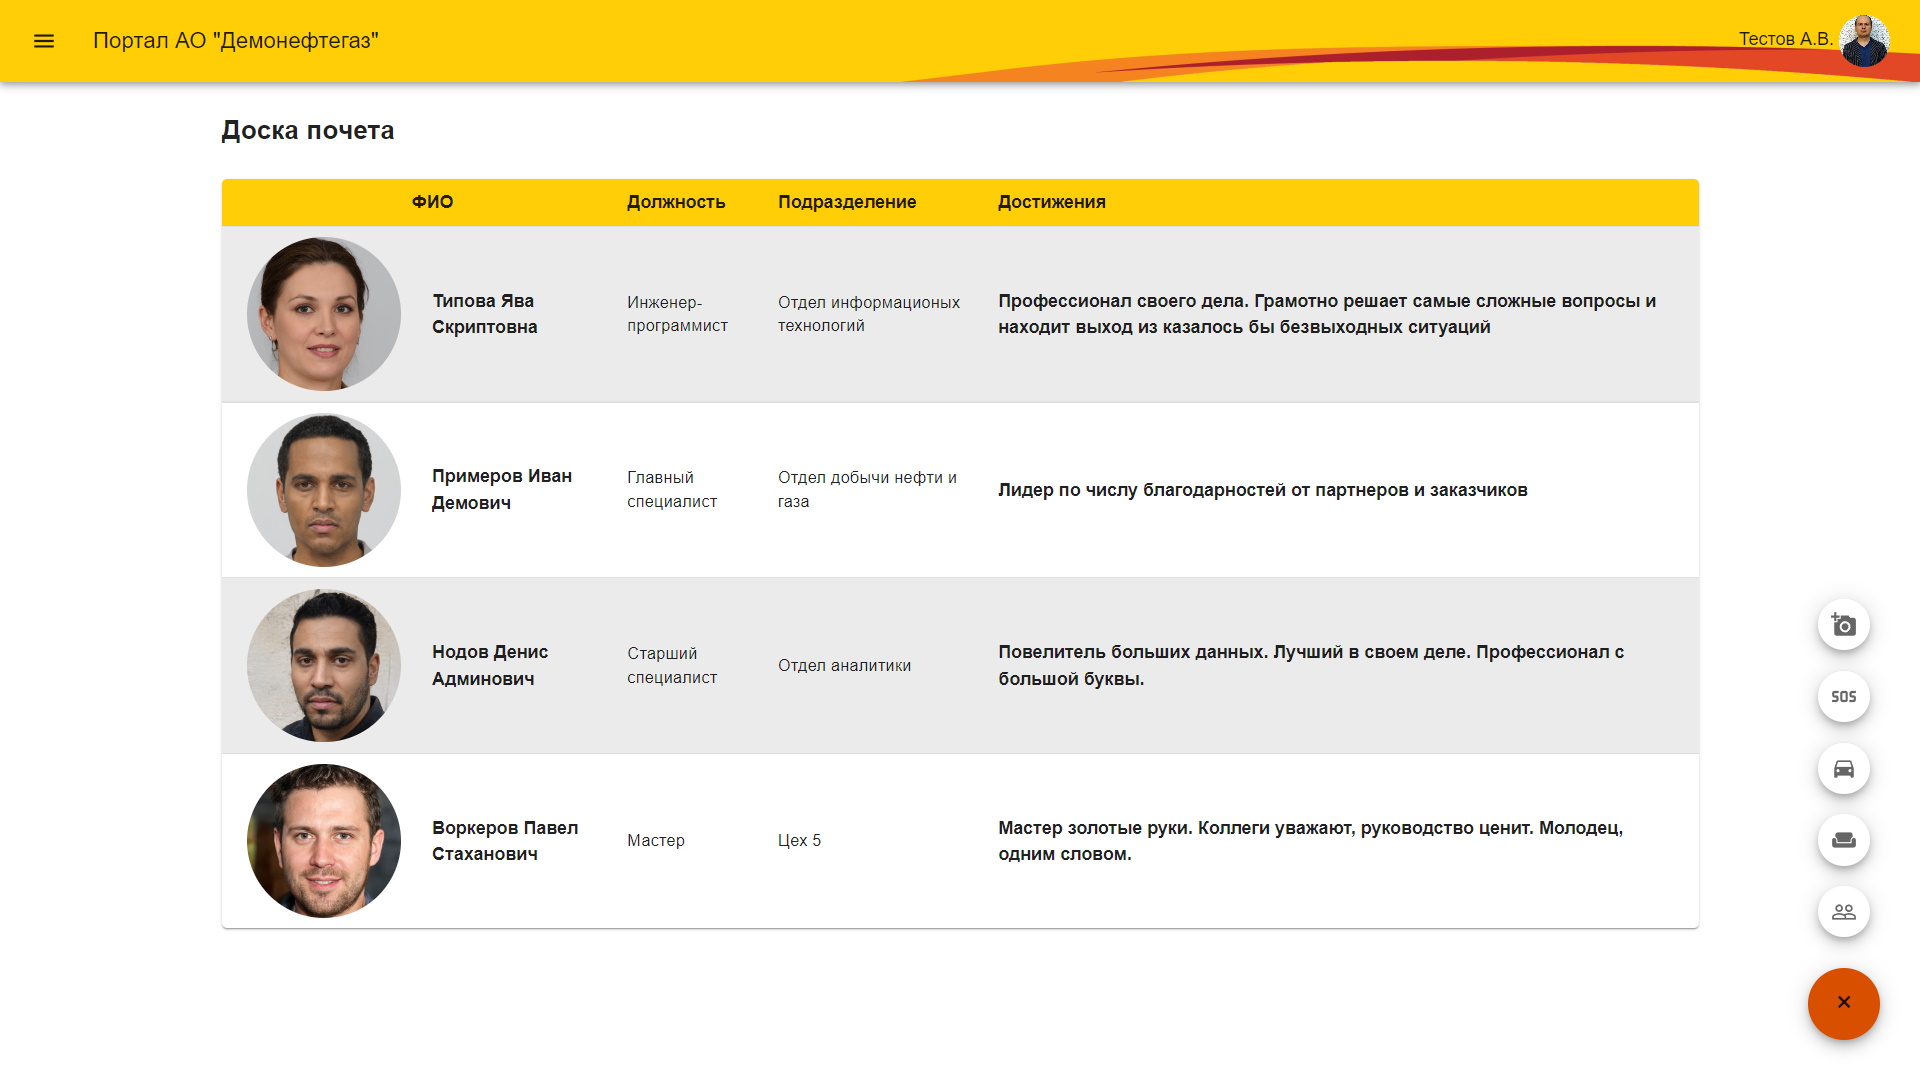 Портал АО "Демонефтегаз"
Тестов А.В.
Доска почета
ФИО
Должность
Подразделение
Достижения
Типова Ява
Скриптовна
Инженер-
программист
Отдел информационых
технологий
Профессионал своего дела. Грамотно решает самые сложные вопросы и
находит выход из казалось бы безвыходных ситуаций
Примеров Иван
Демович
Главный
специалист
Отдел добычи нефти и
газа
Лидер по числу благодарностей от партнеров и заказчиков
Нодов Денис
Админович
Старший
специалист
Отдел аналитики
Повелитель больших данных. Лучший в своем деле. Профессионал с
большой буквы.
Воркеров Павел
Стаханович
Мастер
Цех 5
Мастер золотые руки. Коллеги уважают, руководство ценит. Молодец,
одним словом.
SOS